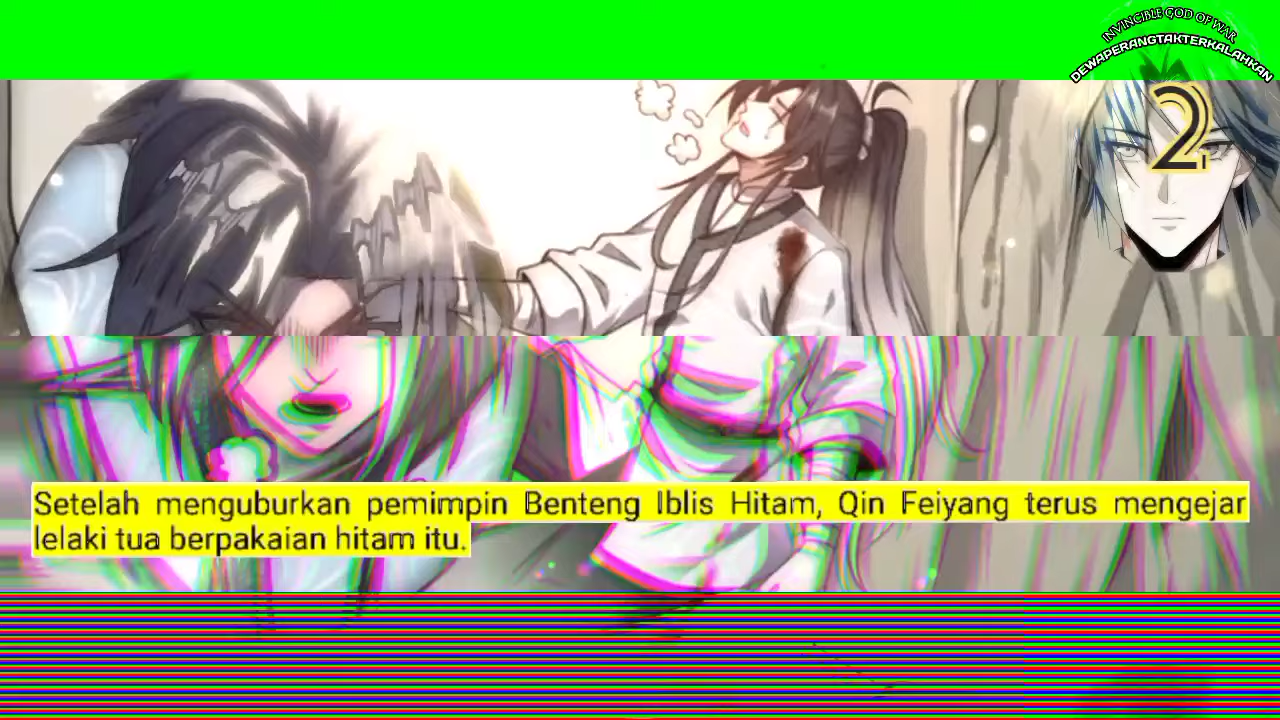 INVINCIBLE GOD OF WAR
DEWAPERANGTAKTERKALAHKAN
2
Setelah menguburkan pemimpin Benteng Iblis Hitam, Qin Feiyang terus mengejar
lelaki tua berpakaian hitam itu.